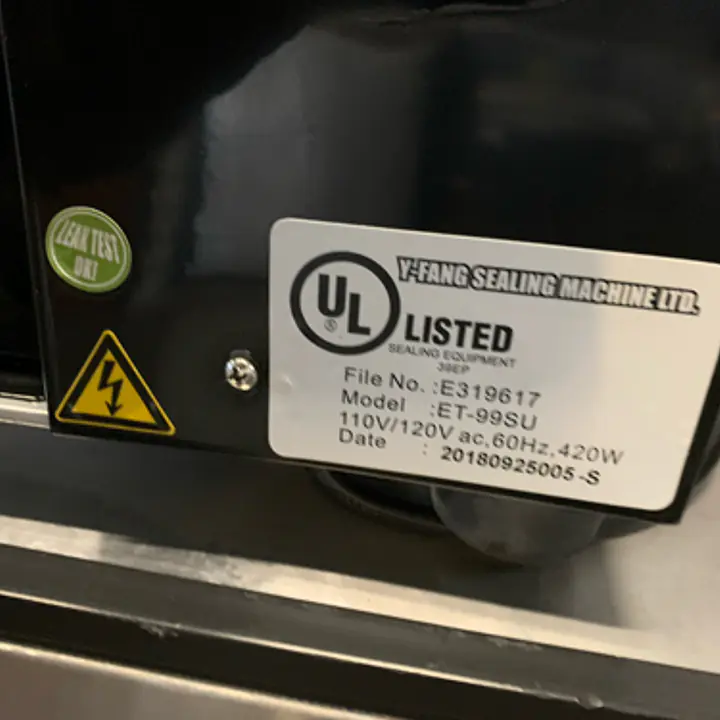 LEAK TEST
OK!
Y-FANG SEALING MACHINE LTD.
UL
LISTED
SEALING EQUIPMENT
39EP
File No. :E319617
Model :ET-99SU
110V/120V ac,60Hz,420W
Date : 20180925005-S